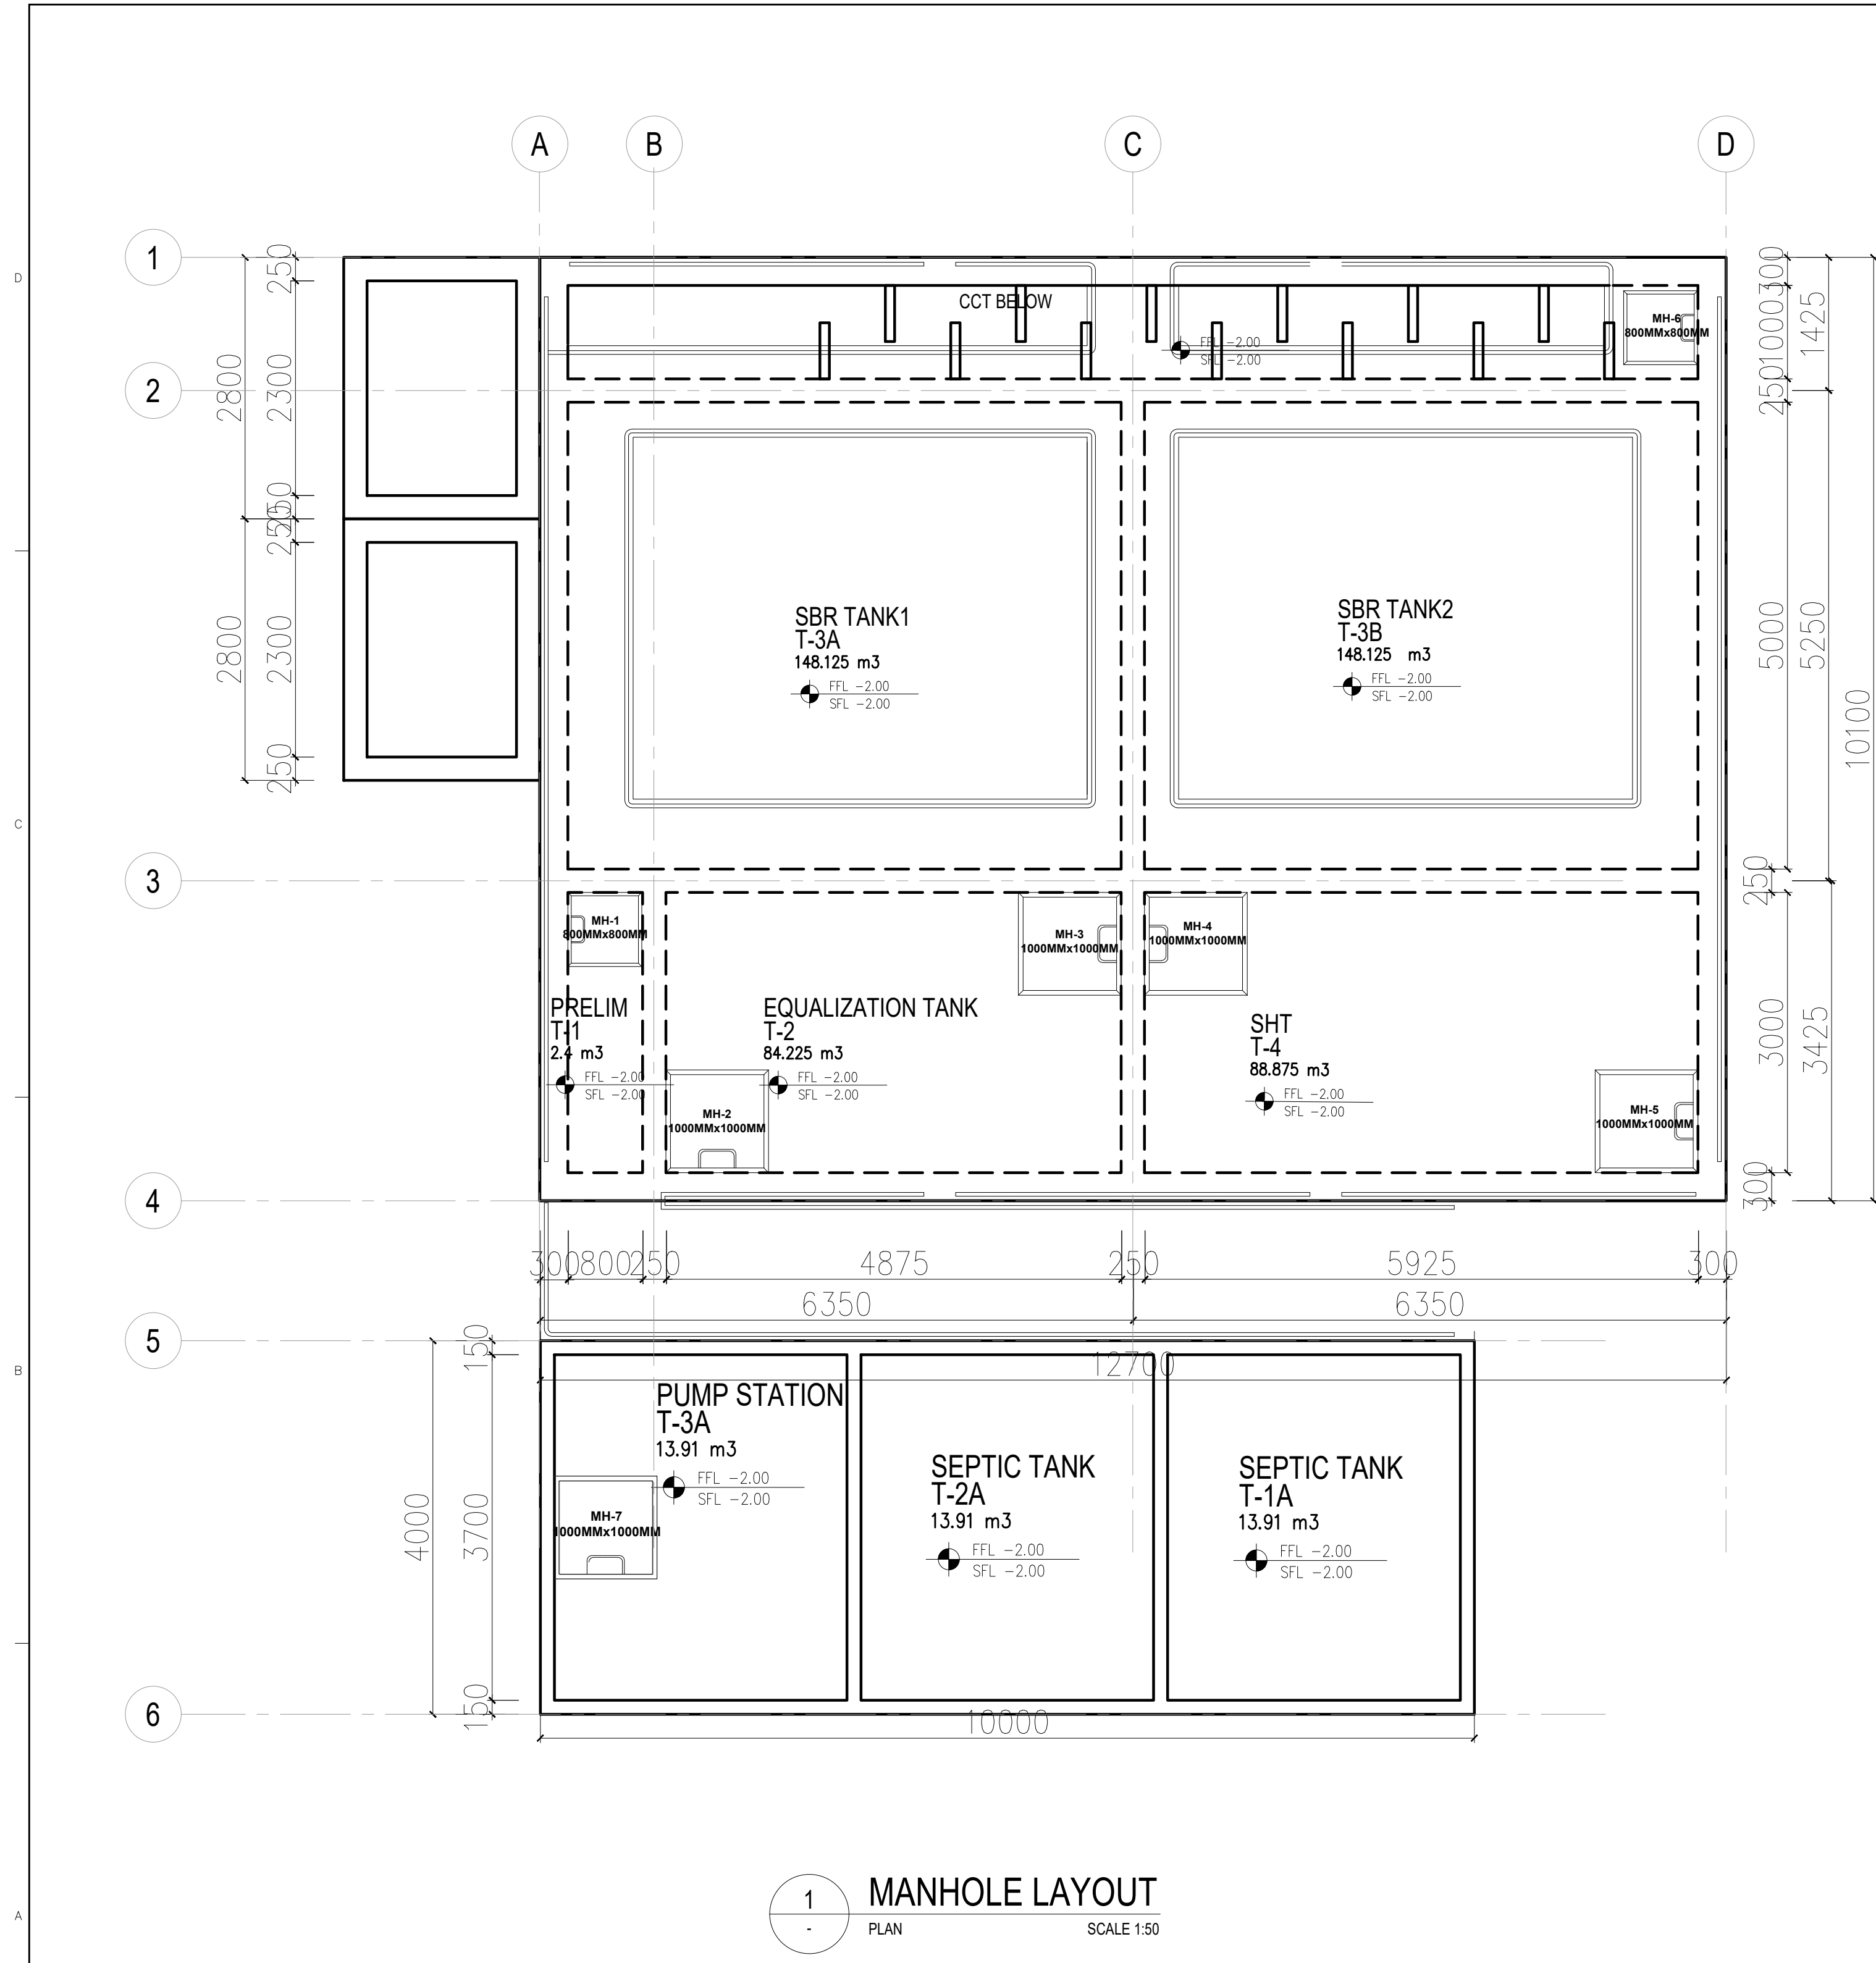 A
B
C
D
1
2
3
4
5
6
D
C
B
A
250
2300
250
250
2300
250
2800
2800
300
1000
250
5000
250
3000
300
1425
5250
3425
10100
CCT BELOW
FFL -2.00
SFL -2.00
MH-6
800MMx800MM
SBR TANK1
T-3A
148.125 m3
FFL -2.00
SFL -2.00
SBR TANK2
T-3B
148.125 m3
FFL -2.00
SFL -2.00
MH-1
800MMx800MM
MH-3
1000MMx1000MM
MH-4
1000MMx1000MM
PRELIM
T-1
2.4 m3
FFL -2.00
SFL -2.00
EQUALIZATION TANK
T-2
84.225 m3
FFL -2.00
SFL -2.00
SHT
T-4
88.875 m3
FFL -2.00
SFL -2.00
MH-2
1000MMx1000MM
MH-5
1000MMx1000MM
300
800
250
4875
250
5925
300
6350
6350
12700
150
3700
150
4000
PUMP STATION
T-3A
13.91 m3
FFL -2.00
SFL -2.00
MH-7
1000MMx1000MM
SEPTIC TANK
T-2A
13.91 m3
FFL -2.00
SFL -2.00
SEPTIC TANK
T-1A
13.91 m3
FFL -2.00
SFL -2.00
10000
1
-
MANHOLE LAYOUT
PLAN SCALE 1:50